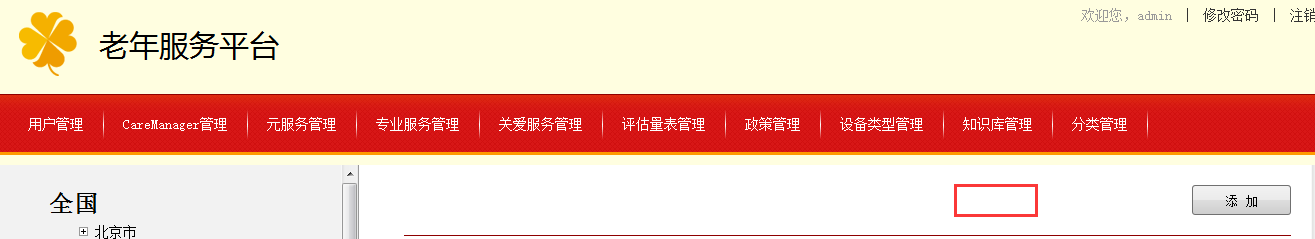 欢迎您，admin | 修改密码 | 注销
老年服务平台
用户管理 CareManager管理 元服务管理 专业服务管理 关爱服务管理 评估量表管理 政策管理 设备类型管理 知识库管理 分类管理
全国
添 加
北京市